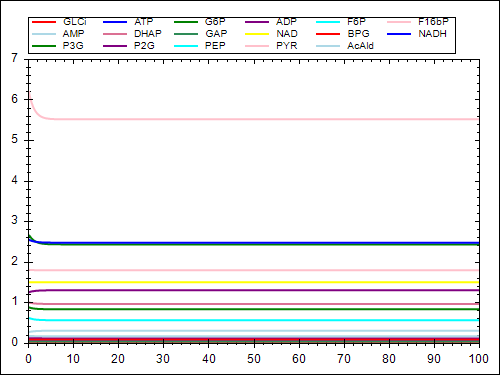 GLCi ATP G6P ADP F6P F16bP
AMP DHAP GAP NAD BPG NADH
P3G P2G PEP PYR AcAld
7
6
5
4
3
2
1
0
0 10 20 30 40 50 60 70 80 90 100